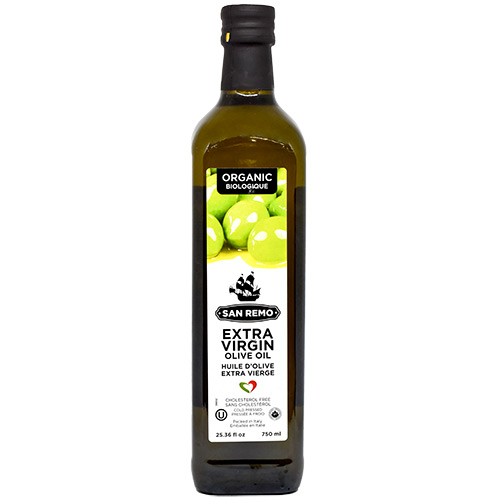 ORGANIC
BIOLOGIQUE
SAN REMO
EXTRA
VIRGIN
OLIVE OIL
HUILE D'OLIVE
EXTRA VIERGE
CHOLESTEROL FREE
SANS CHOLESTÉROL
COLD PRESSED
PRESSÉE À FROID
U
Packed in Italy
Emballée en Italie
25.36 fl oz 750 ml